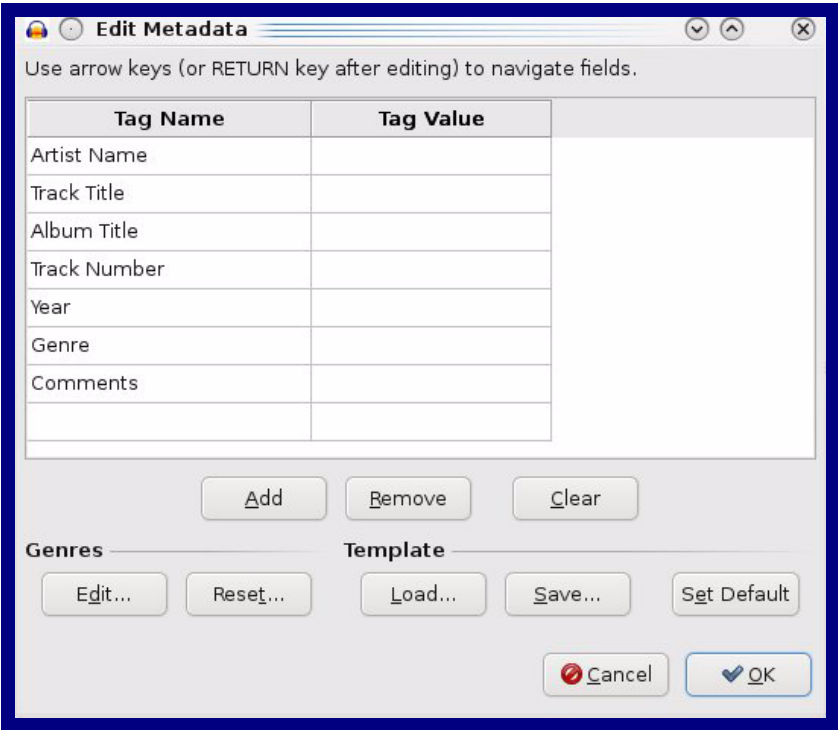 Edit Metadata
Use arrow keys (or RETURN key after editing) to navigate fields.
Tag Name Tag Value
Artist Name
Track Title
Album Title
Track Number
Year
Genre
Comments
Add Remove Clear
Genres Template
Edit... Reset... Load... Save... Set Default
Cancel OK